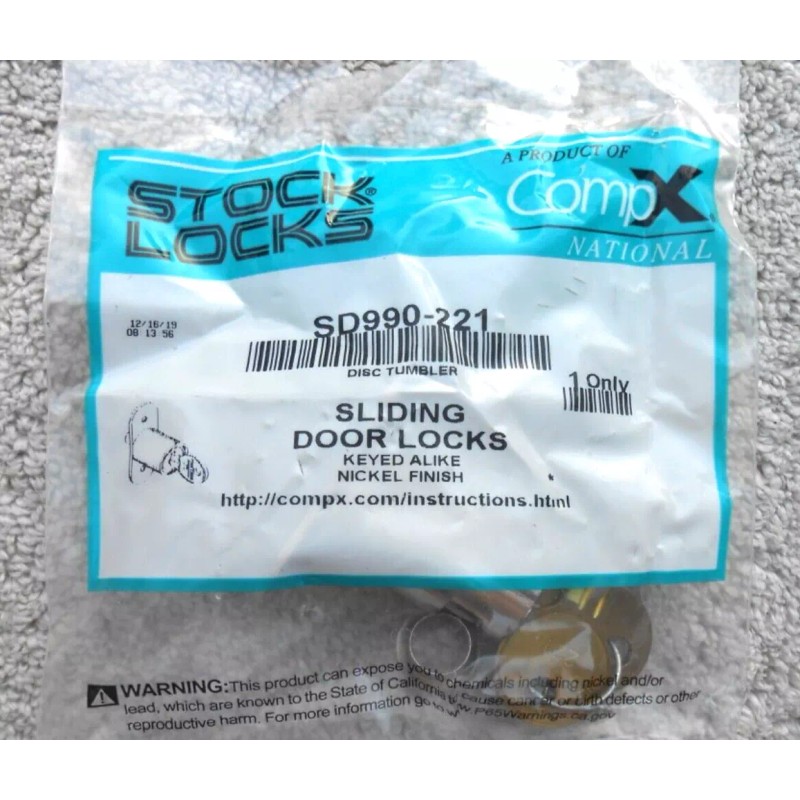 A PRODUCT OF
STOCK® CompX
LOCKS NATIONAL
12/16/19
08 13 56
SD990-221
DISC TUMBLER
1 Only
SLIDING
DOOR LOCKS
KEYED ALIKE
NICKEL FINISH *
http://compx.com/instructions.html
WARNING: This product can expose you to chemicals including nickel and/or
lead, which are known to the State of California to cause cancer or birth defects or other
reproductive harm. For more information go to www.P65Warnings.ca.gov